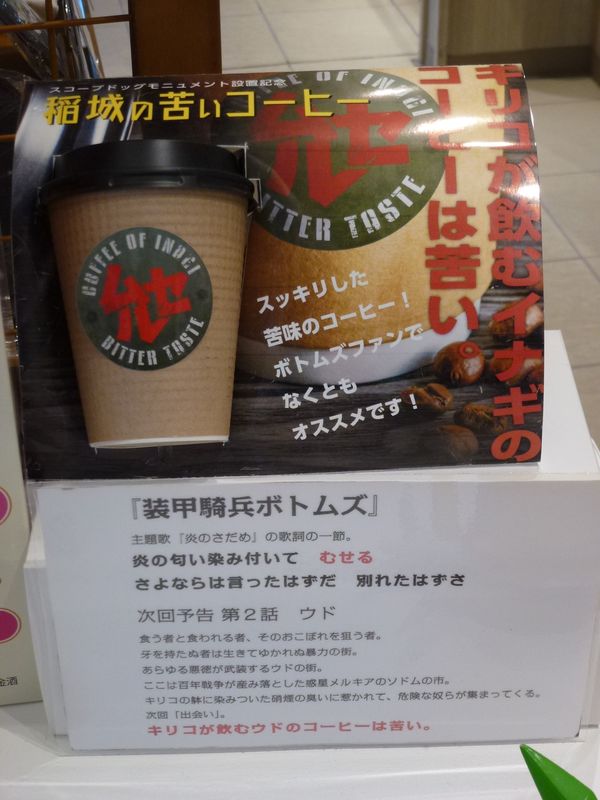 スコープドッグモニュメント設置記念
稲城の苦いコーヒー
キリコが飲むイナギの
コーヒーは苦い。
COFFEE OF INAGI
BITTER TASTE
COFFEE OF INAGI
BITTER TASTE
スッキリした
苦味のコーヒー！
ボトムズファンで
なくとも
オススメです！
『装甲騎兵ボトムズ』
主題歌『炎のさだめ』の歌詞の一節。
炎の匂い染み付いて　むせる
さよならは言ったはずだ　別れたはずさ
次回予告 第２話　ウド
食う者と食われる者、そのおこぼれを狙う者。
牙を持たぬ者は生きてゆかれぬ暴力の街。
あらゆる悪徳が武装するウドの街。
ここは百年戦争が産み落とした惑星メルキアのソドムの市。
キリコの躰に染みついた硝煙の臭いに惹かれて、危険な奴らが集まってくる。
次回「出会い」。
キリコが飲むウドのコーヒーは苦い。